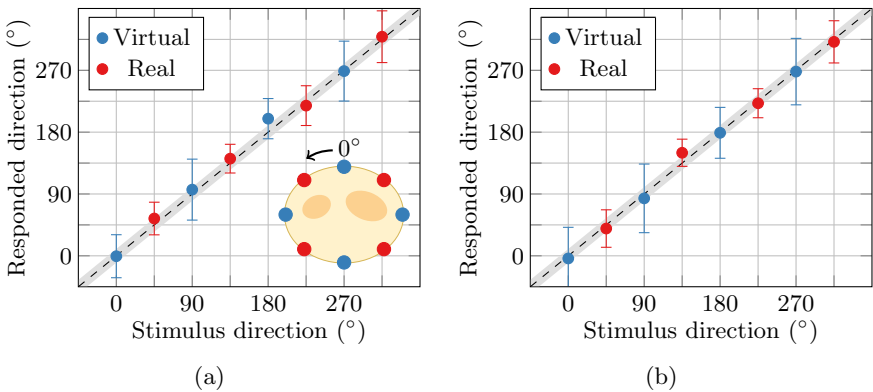 Responded direction (°)
270
180
90
0
Virtual
Real
0°
0
90
180
270
Stimulus direction (°)
(a)
Responded direction (°)
270
180
90
0
Virtual
Real
0
90
180
270
Stimulus direction (°)
(b)